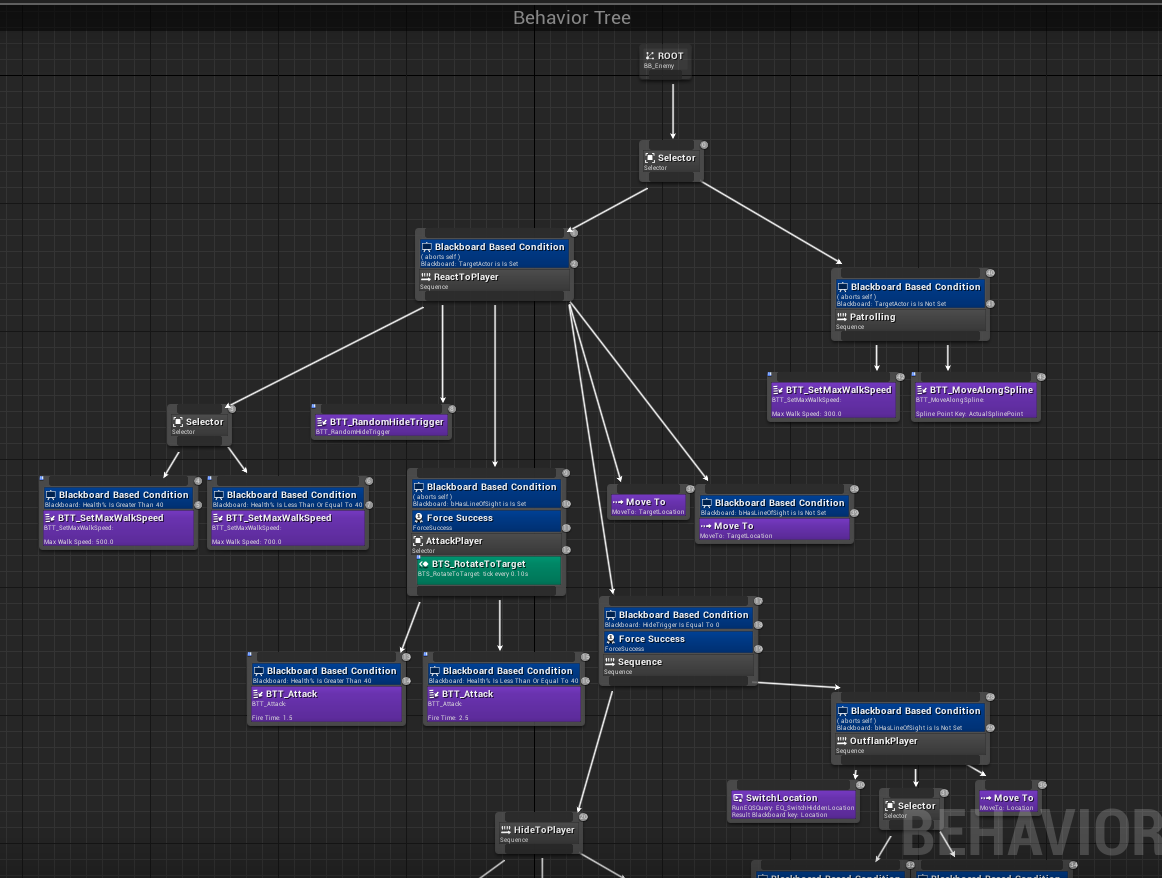 Behavior Tree
ROOT
BB_Enemy
Selector
Selector
Blackboard Based Condition
( aborts self )
Blackboard: TargetActor is Is Set
ReactToPlayer
Sequence
Blackboard Based Condition
( aborts self )
Blackboard: TargetActor is Is Not Set
Patrolling
Sequence
BTT_SetMaxWalkSpeed
BTT_SetMaxWalkSpeed:
Max Walk Speed: 300.0
BTT_MoveAlongSpline
BTT_MoveAlongSpline:
Spline Point Key: ActualSplinePoint
Selector
Selector
BTT_RandomHideTrigger
BTT_RandomHideTrigger
Blackboard Based Condition
Blackboard: Health% Is Greater Than 40
BTT_SetMaxWalkSpeed
BTT_SetMaxWalkSpeed:
Max Walk Speed: 500.0
Blackboard Based Condition
Blackboard: Health% Is Less Than Or Equal To 40
BTT_SetMaxWalkSpeed
BTT_SetMaxWalkSpeed:
Max Walk Speed: 700.0
Blackboard Based Condition
( aborts self )
Blackboard: bHasLineOfSight is Is Set
Force Success
ForceSuccess
AttackPlayer
Selector
BTS_RotateToTarget
BTS_RotateToTarget: tick every 0.10s
Move To
MoveTo: TargetLocation
Blackboard Based Condition
Blackboard: bHasLineOfSight is Is Not Set
Move To
MoveTo: TargetLocation
Blackboard Based Condition
Blackboard: HideTrigger Is Equal To 0
Force Success
ForceSuccess
Sequence
Sequence
Blackboard Based Condition
Blackboard: Health% Is Greater Than 40
BTT_Attack
BTT_Attack:
Fire Time: 1.5
Blackboard Based Condition
Blackboard: Health% Is Less Than Or Equal To 40
BTT_Attack
BTT_Attack:
Fire Time: 2.5
Blackboard Based Condition
( aborts self )
Blackboard: bHasLineOfSight is Is Not Set
OutflankPlayer
Sequence
SwitchLocation
RunEQSQuery: EQ_SwitchHiddenLocation
Result Blackboard key: Location
Selector
Selector
Move To
MoveTo: Location
HideToPlayer
Sequence
BEHAVIOR
Blackboard Based Condition
Blackboard Based Condition